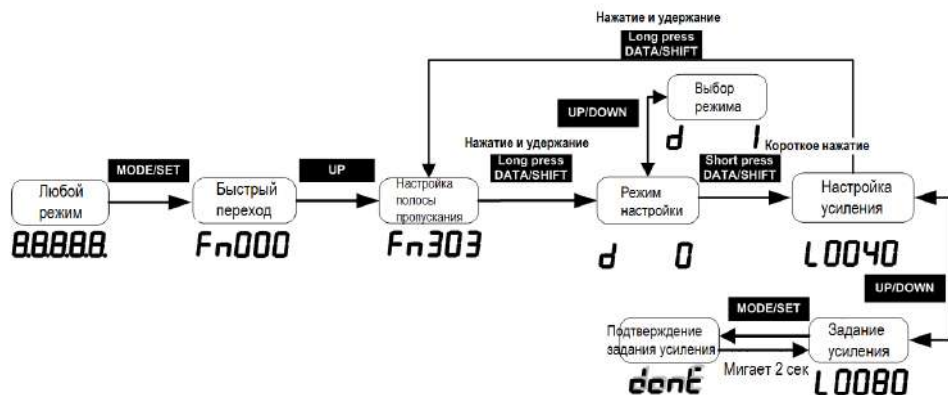 Нажатие и удержание
Long press
DATA/SHIFT
Выбор
режима
UP/DOWN
d 1
Нажатие и удержание
Long press
DATA/SHIFT
Короткое нажатие
Short press
DATA/SHIFT
MODE/SET
UP
Любой
режим
8.8.8.8.8.
Быстрый
переход
Fn000
Настройка
полосы
пропускания
Fn303
Режим
настройки
d 0
Настройка
усиления
L0040
UP/DOWN
MODE/SET
Подтверждение
задания усиления
donE
Мигает 2 сек
Задание
усиления
L0080